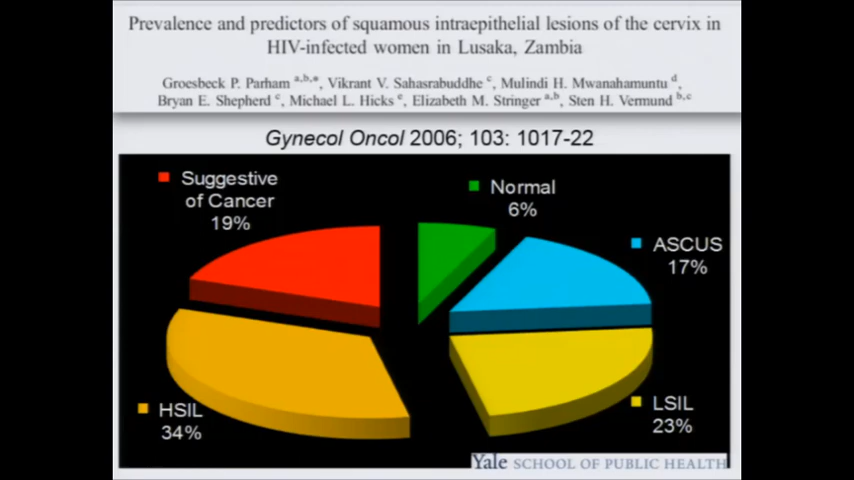 Prevalence and predictors of squamous intraepithelial lesions of the cervix in
HIV-infected women in Lusaka, Zambia
Groesbeck P. Parham a,b,*, Vikrant V. Sahasrabuddhe c, Mulindi H. Mwanahamuntu d,
Bryan E. Shepherd c, Michael L. Hicks e, Elizabeth M. Stringer a,b, Sten H. Vermund b,c
Gynecol Oncol 2006; 103: 1017-22
Suggestive
of Cancer
19%
Normal
6%
ASCUS
17%
HSIL
34%
LSIL
23%
Yale SCHOOL OF PUBLIC HEALTH